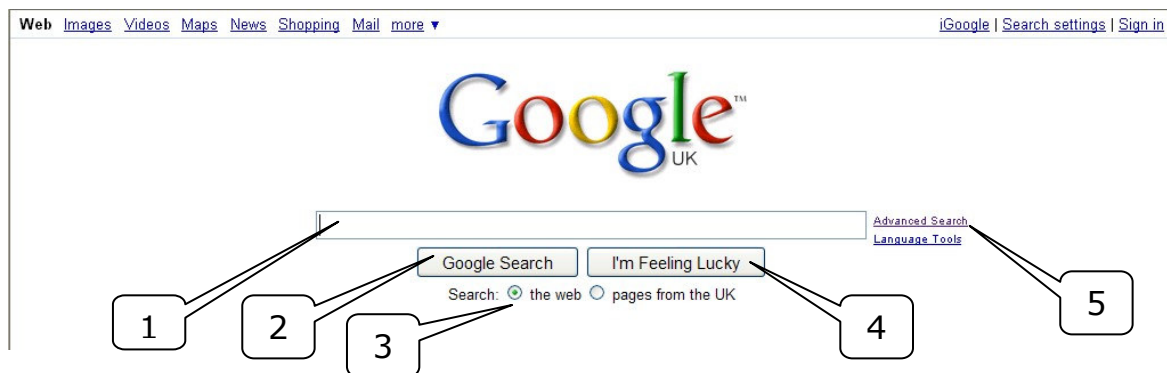 Web Images Videos Maps News Shopping Mail more ▼ iGoogle | Search settings | Sign in
Google™
UK
Advanced Search
Language Tools
Google Search I'm Feeling Lucky
Search: the web pages from the UK
1 2 3 4 5